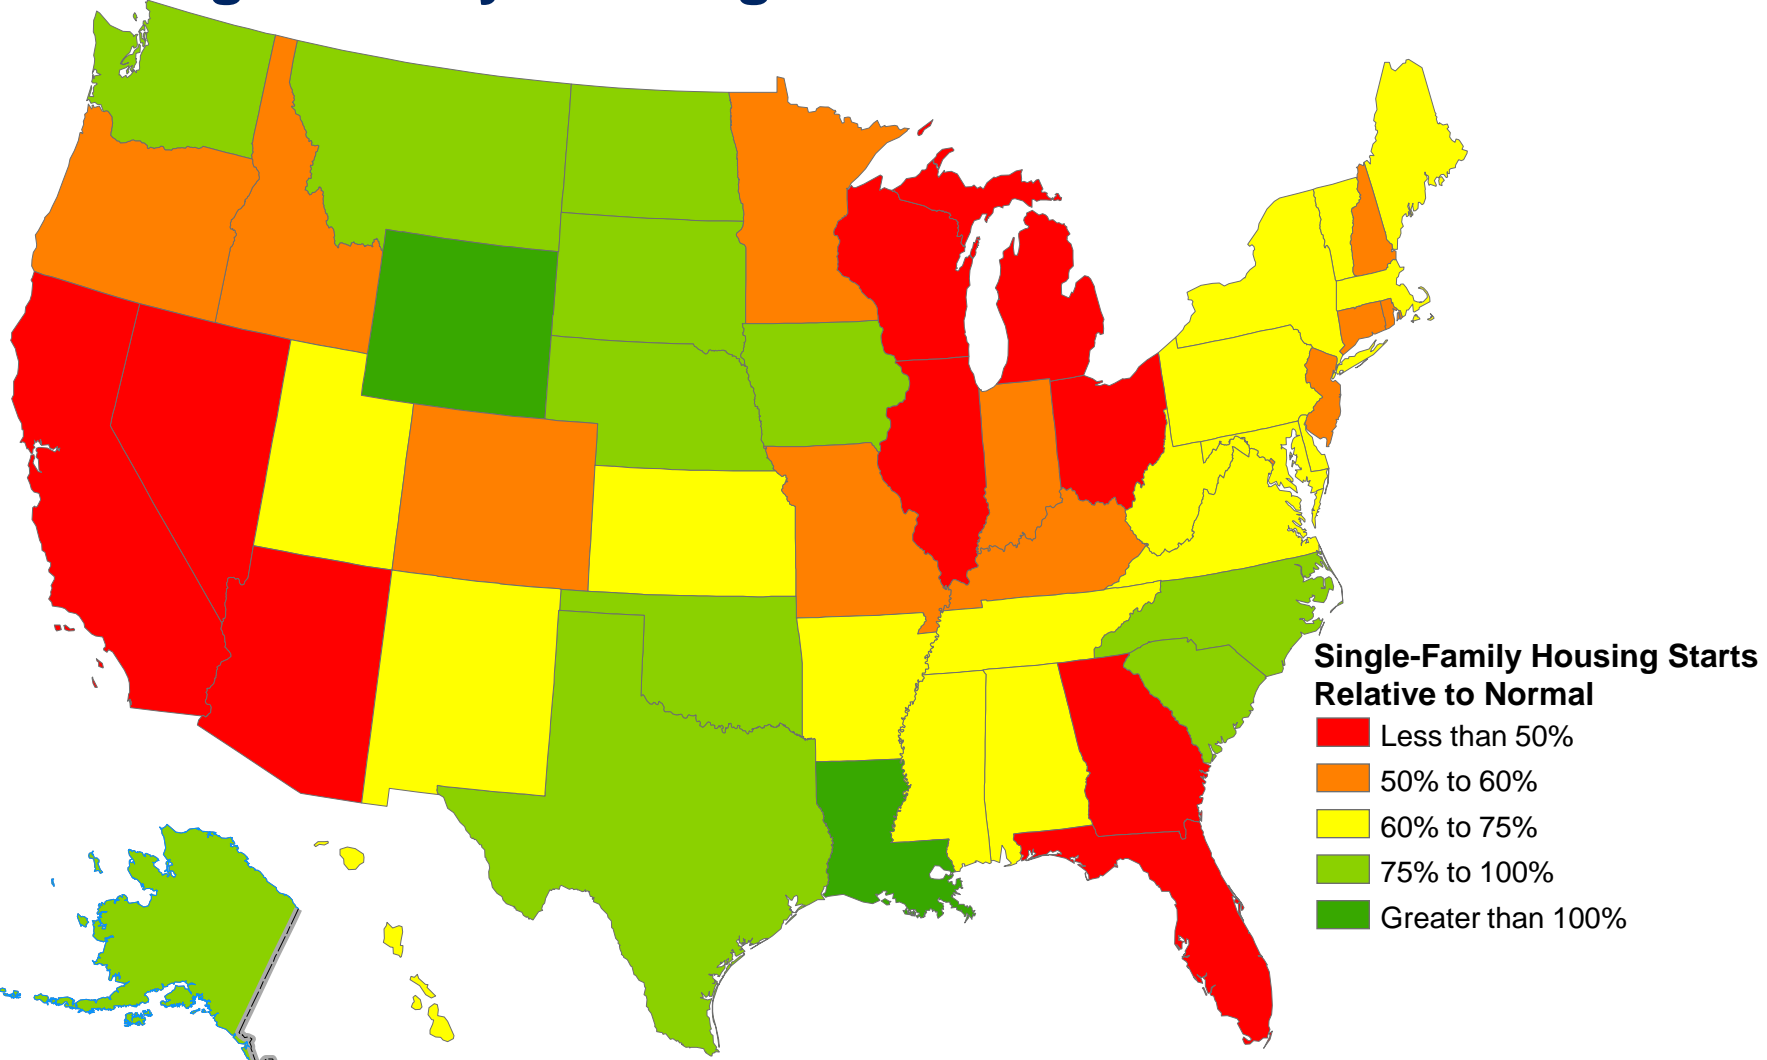 Single-Family Housing Starts
Relative to Normal
Less than 50%
50% to 60%
60% to 75%
75% to 100%
Greater than 100%